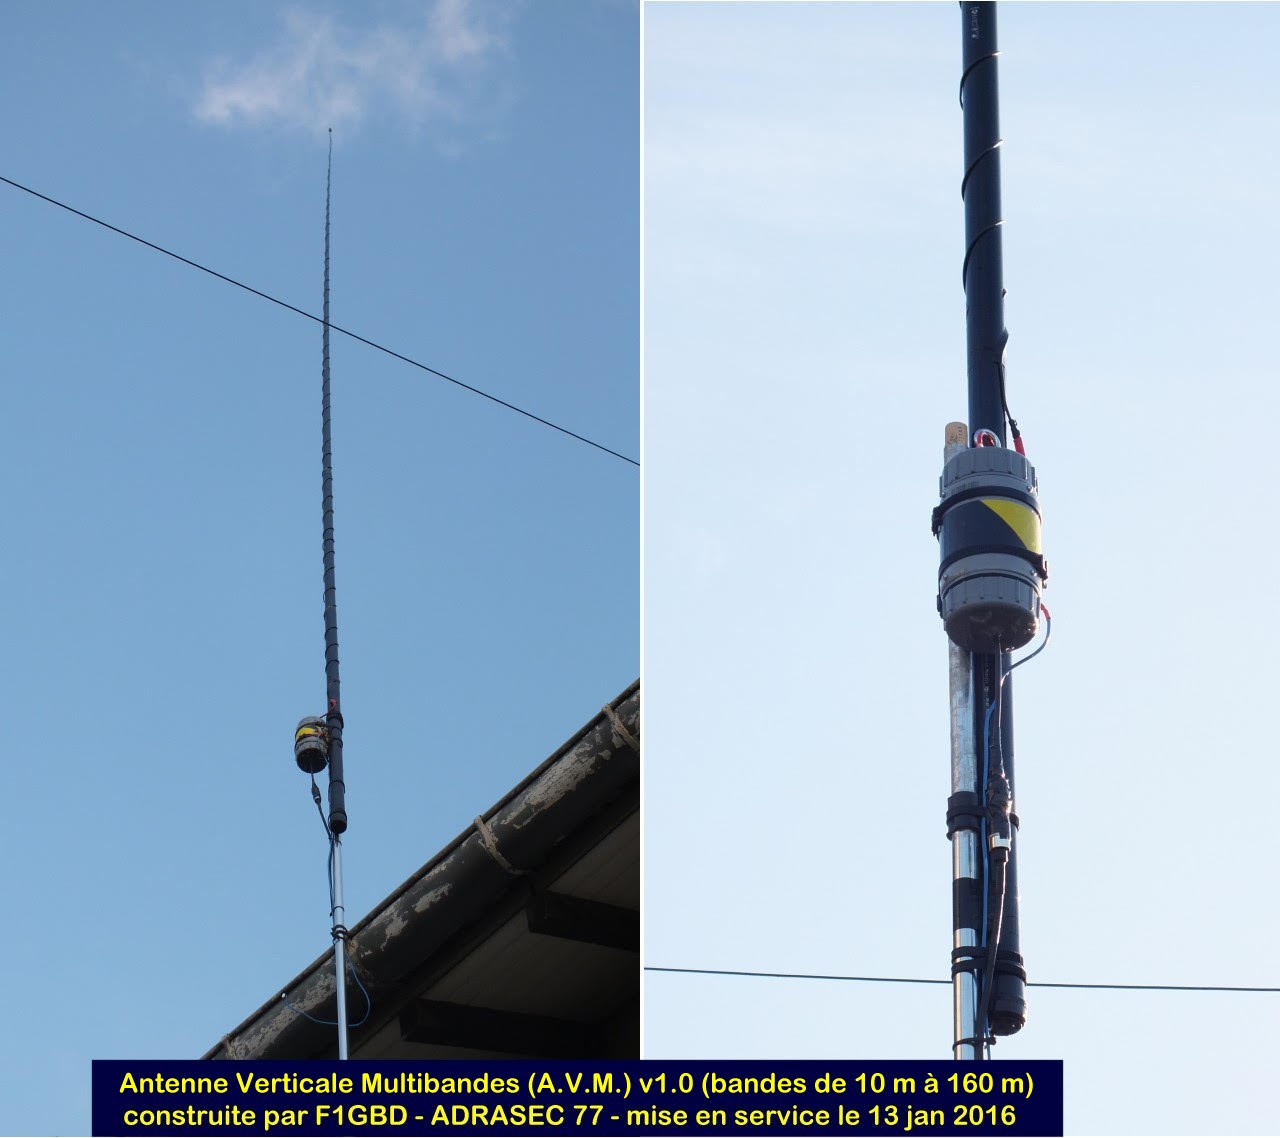 Antenne Verticale Multibandes (A.V.M.) v1.0 (bandes de 10 m à 160 m)
construite par F1GBD - ADRASEC 77 - mise en service le 13 jan 2016